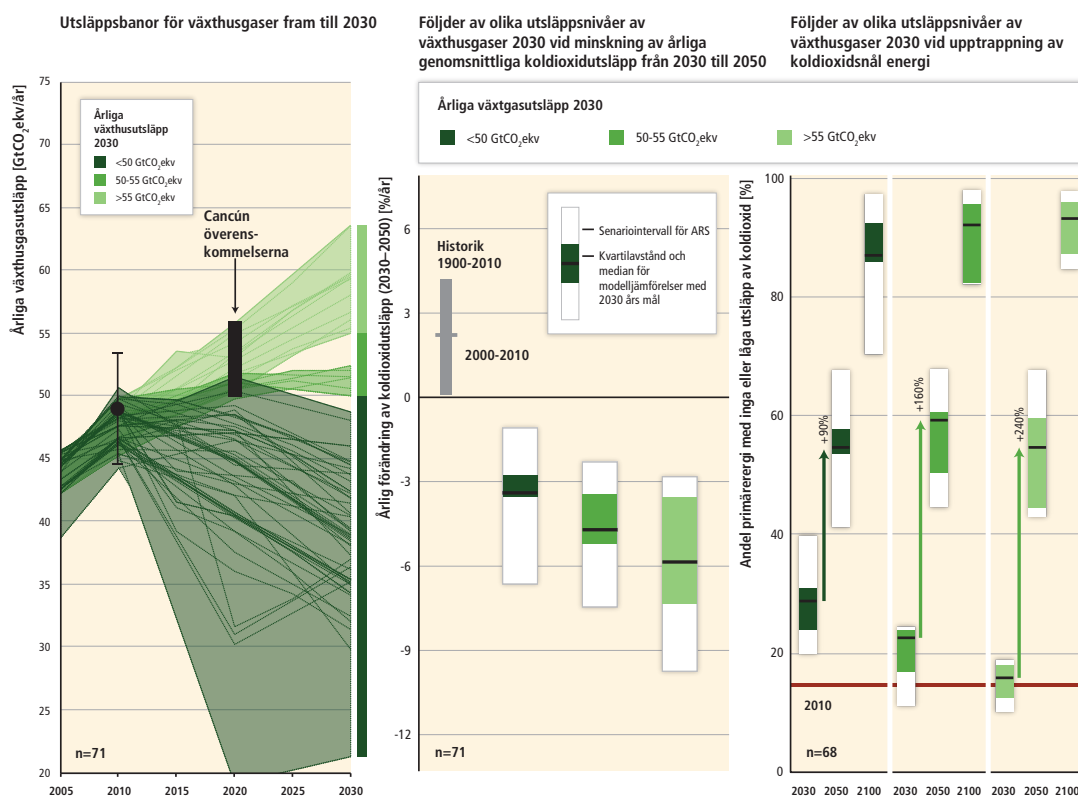 Utsläppsbanor för växthusgaser fram till 2030
Årliga växthusgasutsläpp [GtCO₂ekv/år]
75
70
65
60
55
50
45
40
35
30
25
20
Årliga
växthusutsläpp
2030
<50 GtCO₂ekv
50-55 GtCO₂ekv
>55 GtCO₂ekv
Cancún
överens-
kommelserna
n=71
2005 2010 2015 2020 2025 2030
Följder av olika utsläppsnivåer av
växthusgaser 2030 vid minskning av årliga
genomsnittliga koldioxidutsläpp från 2030 till 2050
Följder av olika utsläppsnivåer av
växthusgaser 2030 vid upptrappning av
koldioxidsnål energi
Årliga växtgasutsläpp 2030
<50 GtCO₂ekv
50-55 GtCO₂ekv
>55 GtCO₂ekv
Årlig förändring av koldioxidutsläpp (2030–2050) [%/år]
6
3
0
-3
-6
-9
-12
Historik
1900-2010
2000-2010
Senariointervall för ARS
Kvartilavstånd och
median för
modelljämförelser med
2030 års mål
n=71
Andel primärerergi med inga eller låga utsläpp av koldioxid [%]
100
80
60
40
20
0
+90%
+160%
+240%
2010
n=68
2030 2050 2100 2030 2050 2100 2030 2050 2100